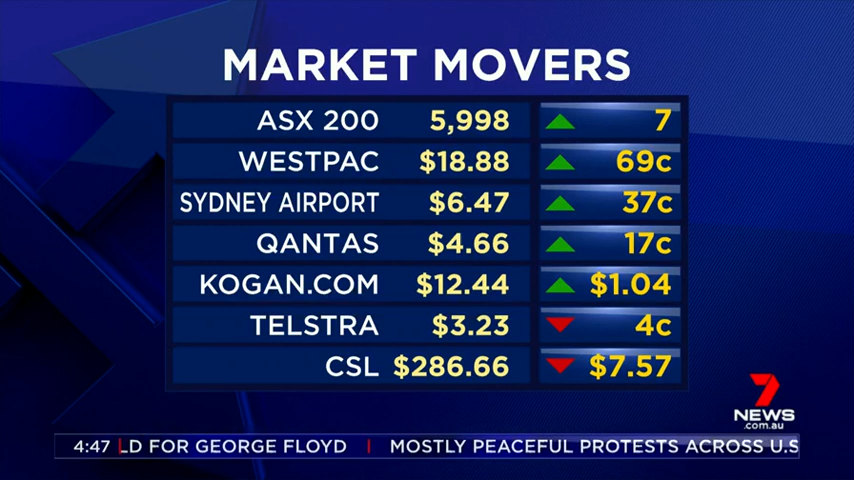 MARKET MOVERS
ASX 200 5,998 7
WESTPAC $18.88 69c
SYDNEY AIRPORT $6.47 37c
QANTAS $4.66 17c
KOGAN.COM $12.44 $1.04
TELSTRA $3.23 4c
CSL $286.66 $7.57
7
NEWS
.com.au
4:47 LD FOR GEORGE FLOYD | MOSTLY PEACEFUL PROTESTS ACROSS U.S